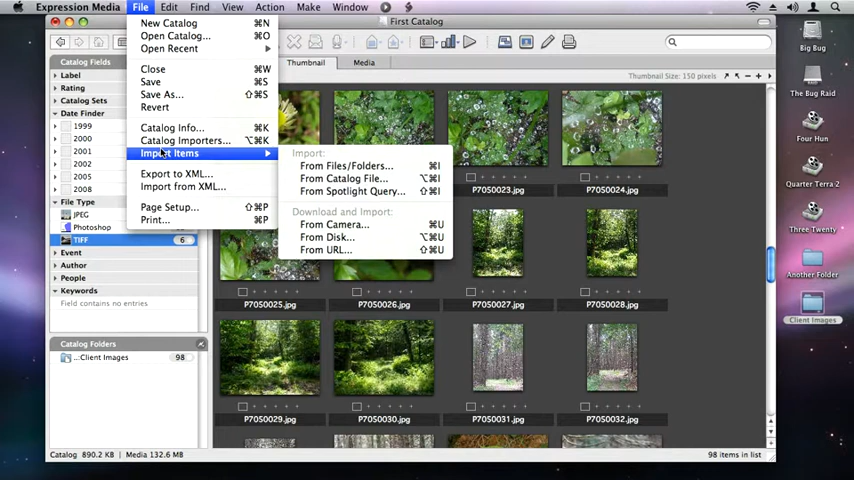 Expression Media File Edit View Find Action Make Window
First Catalog
New Catalog ⌘N
Open Catalog... ⌘O
Open Recent
Close ⌘W
Save ⌘S
Save As... ⇧⌘S
Revert
Catalog Info... ⌘K
Catalog Importers... ⌥⌘K
Import Items
Export to XML...
Import from XML...
Page Setup... ⇧⌘P
Print... ⌘P
Import:
From Files/Folders... ⌘I
From Catalog File... ⌥⌘I
From Spotlight Query... ⇧⌘I
Download and Import:
From Camera... ⌘U
From Disk... ⌥⌘U
From URL... ⇧⌘U
Catalog Fields
Label
Rating
Catalog Sets
Date Finder
1999
2000
2001
2002
2005
2008
File Type
JPEG
Photoshop
TIFF 6
Event
Author
People
Keywords
Field contains no entries
Catalog Folders
...:Client Images 98
Thumbnail Media
Thumbnail Size: 150 pixels
P7050023.jpg P7050024.jpg
P7050025.jpg P7050026.jpg P7050027.jpg P7050028.jpg
P7050029.jpg P7050030.jpg P7050031.jpg P7050032.jpg
Catalog 890.2 KB | Media 132.6 MB
98 items in list
Big Bug
The Bug Raid
Four Hun
Quarter Terra 2
Three Twenty
Another Folder
Client Images